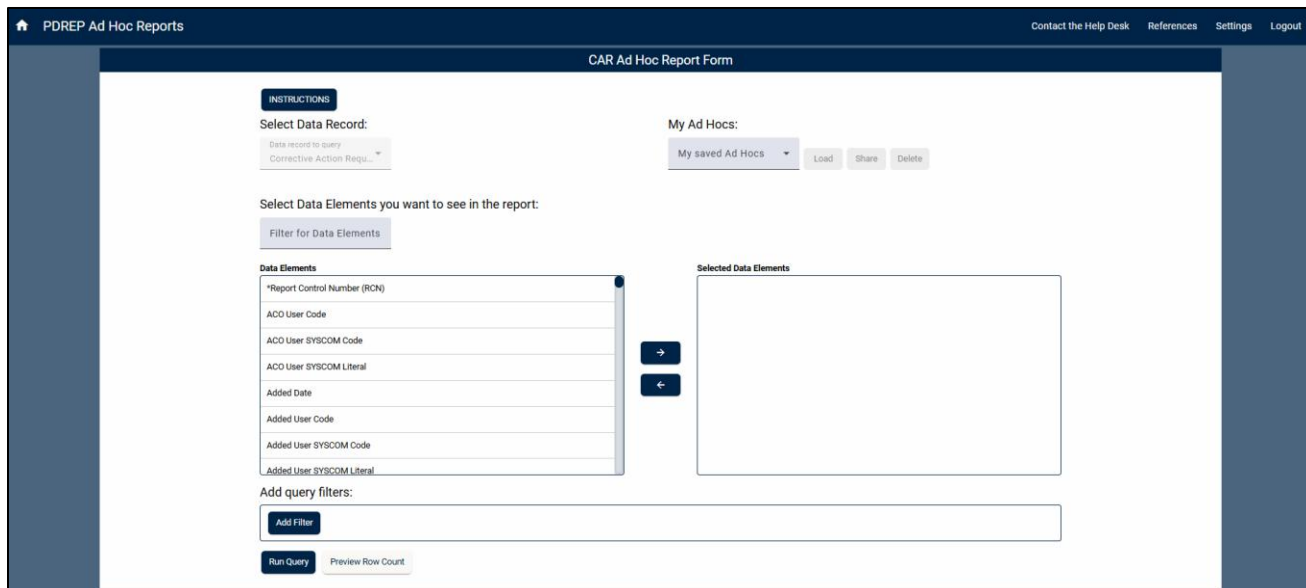 PDREP Ad Hoc Reports
Contact the Help Desk References Settings Logout
CAR Ad Hoc Report Form
INSTRUCTIONS
Select Data Record:
My Ad Hocs:
Data record to query
Corrective Action Requ...
My saved Ad Hocs
Load Share Delete
Select Data Elements you want to see in the report:
Filter for Data Elements
Data Elements
Selected Data Elements
*Report Control Number (RCN)
ACO User Code
ACO User SYSCOM Code
ACO User SYSCOM Literal
Added Date
Added User Code
Added User SYSCOM Code
Added User SYSCOM Literal
Add query filters:
Add Filter
Run Query Preview Row Count